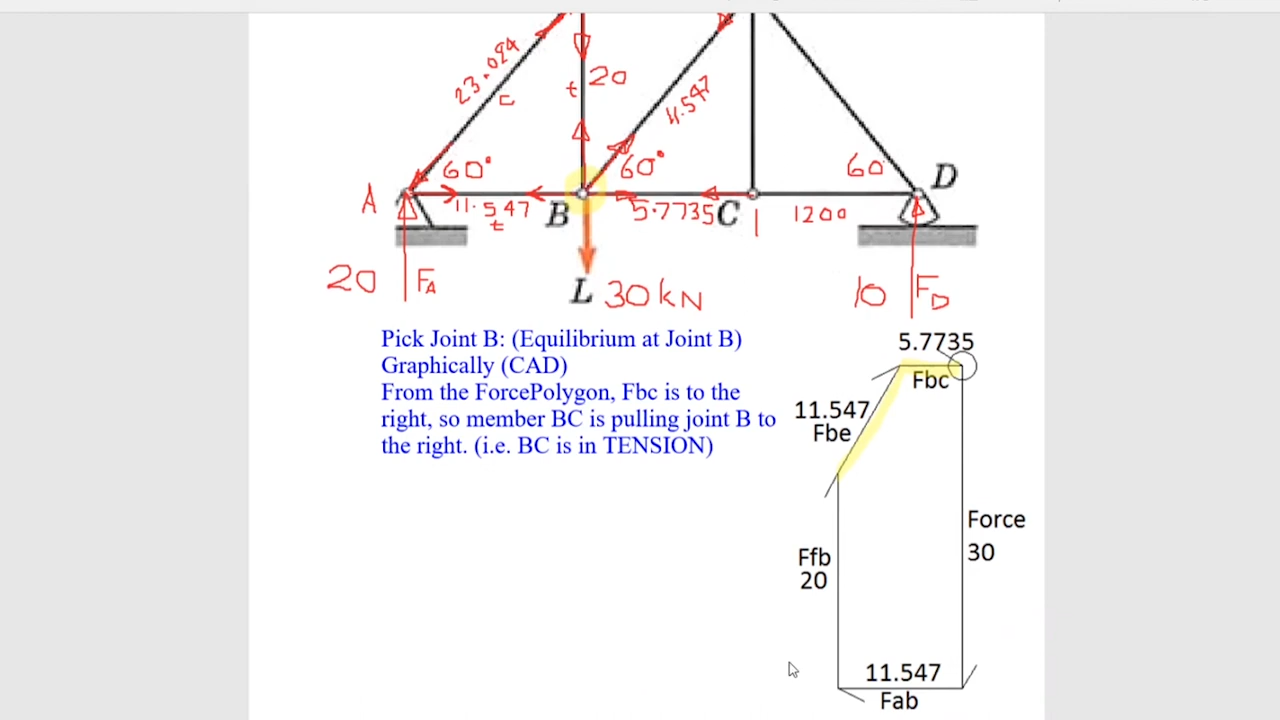 23.094
c
t
20
11.547
60°
60°
60
A
11.547
t
B
5.7735
C
1200
D
20
FA
L
30kN
10
FD
Pick Joint B: (Equilibrium at Joint B)
Graphically (CAD)
From the ForcePolygon, Fbc is to the
right, so member BC is pulling joint B to
the right. (i.e. BC is in TENSION)
5.7735
Fbc
11.547
Fbe
Force
30
Ffb
20
11.547
Fab